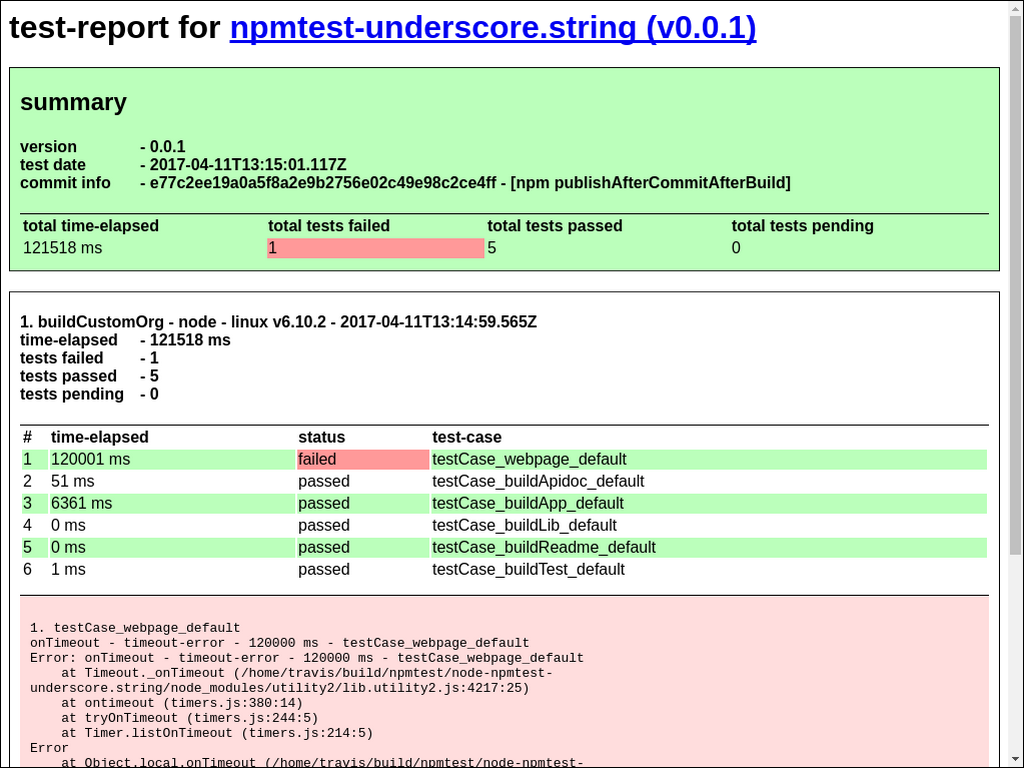 test-report for npmtest-underscore.string (v0.0.1)
summary
version - 0.0.1
test date - 2017-04-11T13:15:01.117Z
commit info - e77c2ee19a0a5f8a2e9b2756e02c49e98c2ce4ff - [npm publishAfterCommitAfterBuild]
total time-elapsed total tests failed total tests passed total tests pending
121518 ms 1 5 0
1. buildCustomOrg - node - linux v6.10.2 - 2017-04-11T13:14:59.565Z
time-elapsed - 121518 ms
tests failed - 1
tests passed - 5
tests pending - 0
# time-elapsed status test-case
1 120001 ms failed testCase_webpage_default
2 51 ms passed testCase_buildApidoc_default
3 6361 ms passed testCase_buildApp_default
4 0 ms passed testCase_buildLib_default
5 0 ms passed testCase_buildReadme_default
6 1 ms passed testCase_buildTest_default
1. testCase_webpage_default
onTimeout - timeout-error - 120000 ms - testCase_webpage_default
Error: onTimeout - timeout-error - 120000 ms - testCase_webpage_default
at Timeout._onTimeout (/home/travis/build/npmtest/node-npmtest-
underscore.string/node_modules/utility2/lib.utility2.js:4217:25)
at ontimeout (timers.js:380:14)
at tryOnTimeout (timers.js:244:5)
at Timer.listOnTimeout (timers.js:214:5)
Error
at Object.local.onTimeout (/home/travis/build/npmtest/node-npmtest-